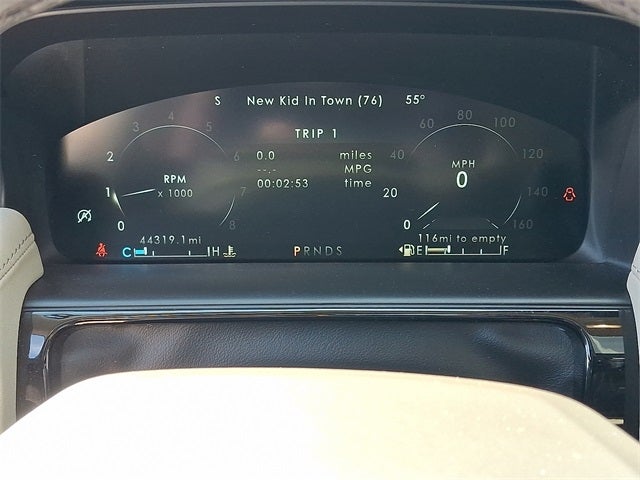 S New Kid In Town (76) 55°
TRIP 1
0.0 miles
--.- MPG
00:02:53 time
0 1 2 3 4 5 6 7 8
RPM
x 1000
0 20 40 60 80 100 120 140 160
MPH
0
44319.1mi
116mi to empty
C H
PRNDS
E F